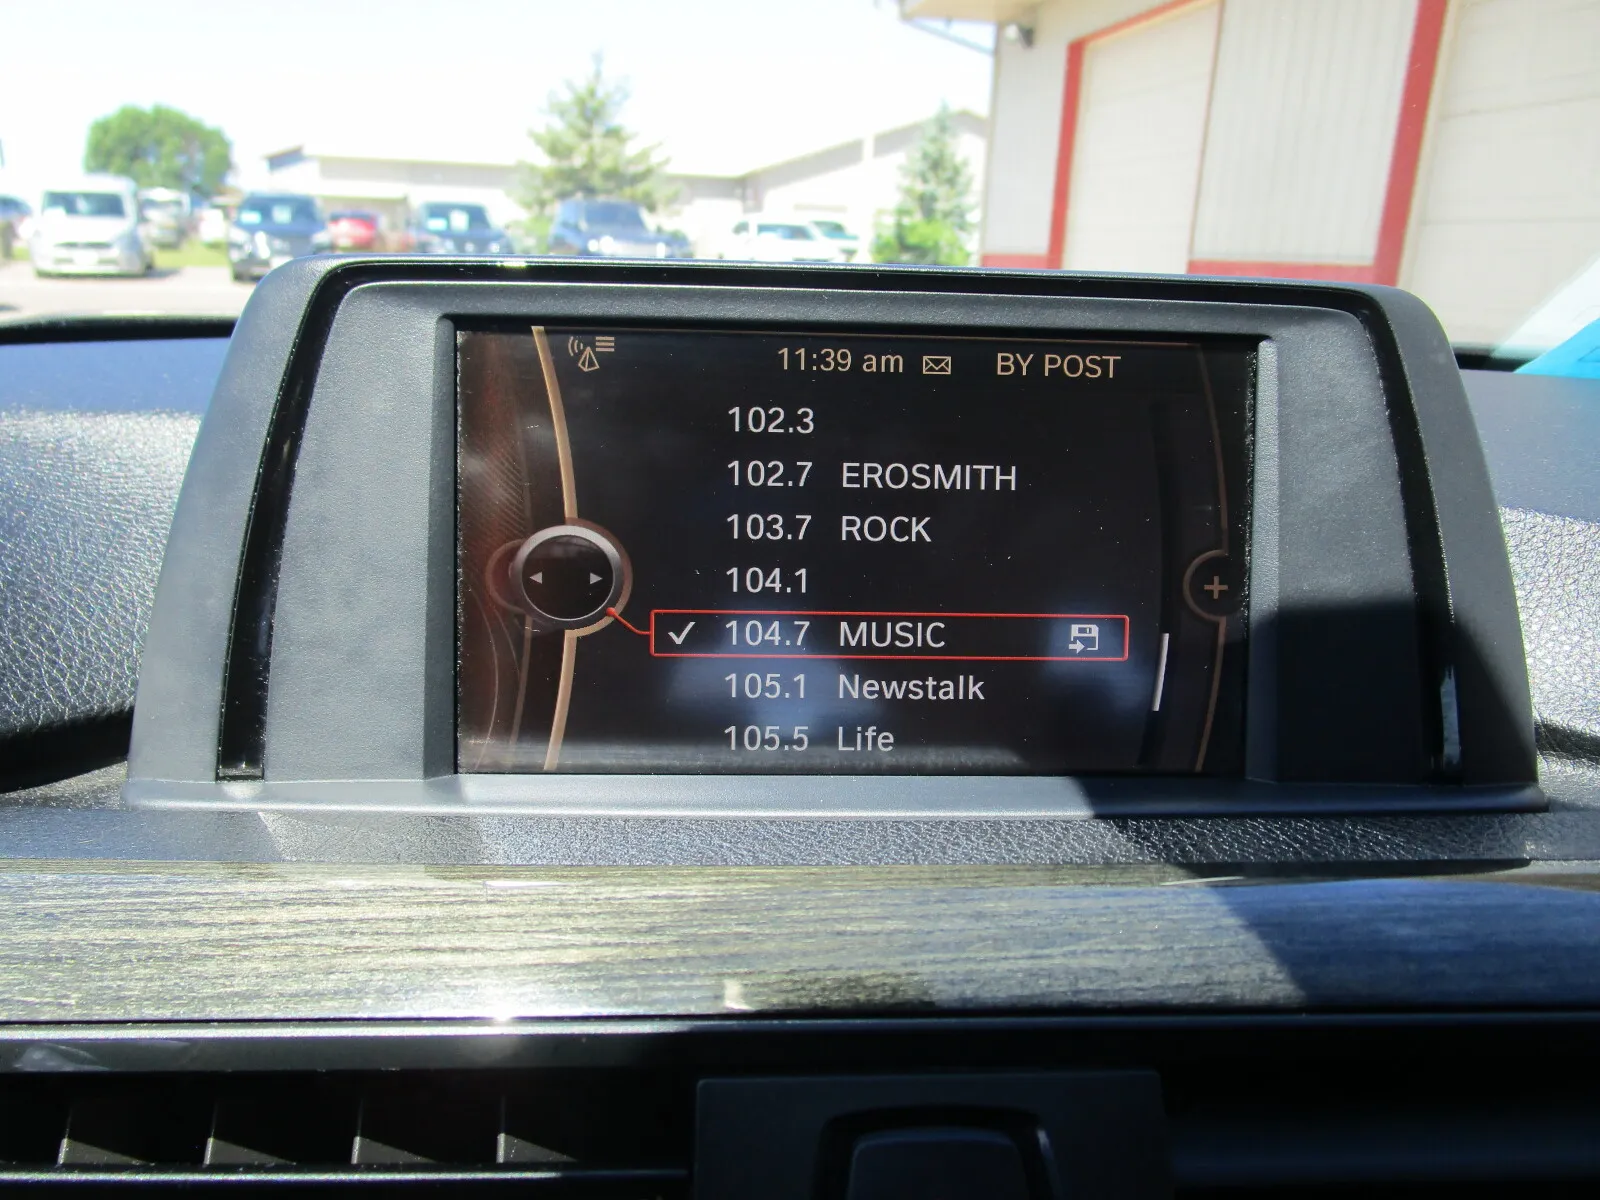 11:39 am BY POST
102.3
102.7 EROSMITH
103.7 ROCK
104.1
104.7 MUSIC
105.1 Newstalk
105.5 Life